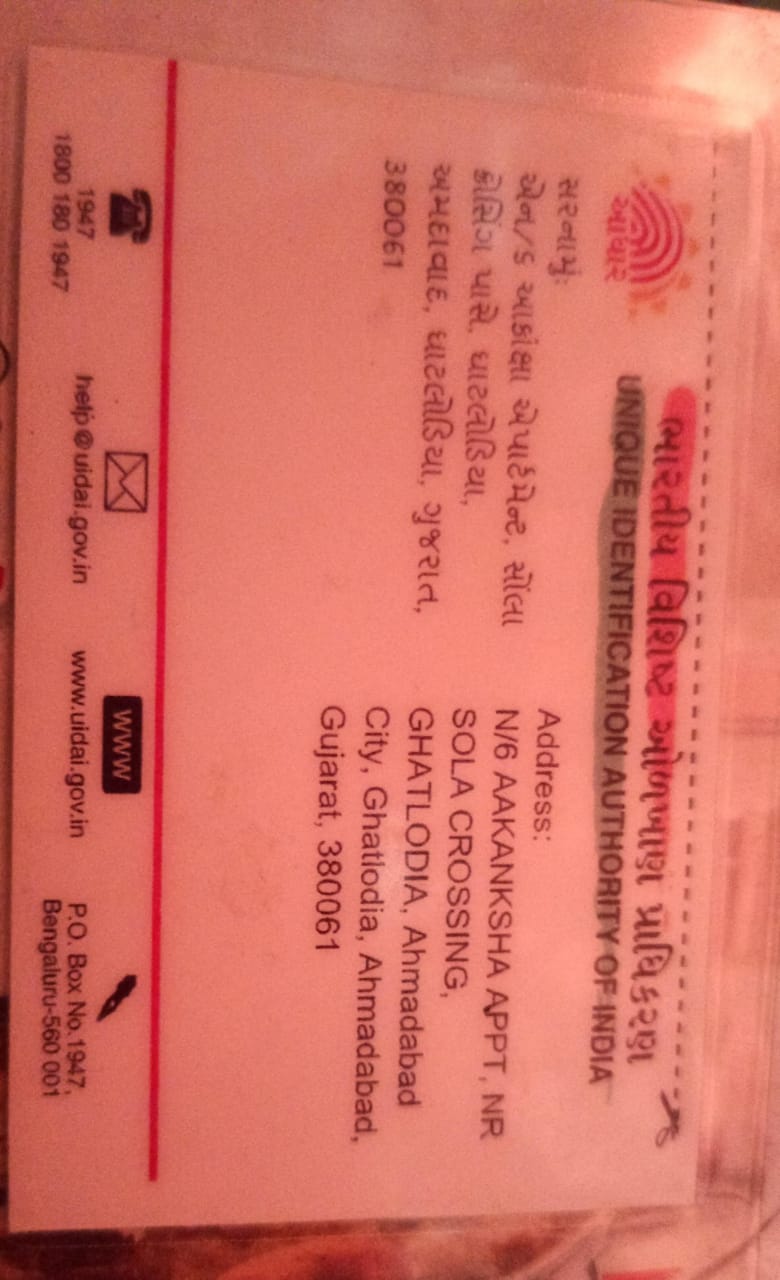 આધાર
ભારતીય વિશિષ્ટ ઓળખાણ પ્રાધિકરણ
UNIQUE IDENTIFICATION AUTHORITY OF INDIA
સરનામું:
એન/૬ આકાંક્ષા એપાર્ટમેન્ટ, સોંલા
ક્રોસિંગ પાસે, ઘાટલોડિયા,
અમદાવાદ, ઘાટલોડિયા, ગુજરાત,
380061
Address:
N/6 AAKANKSHA APPT, NR
SOLA CROSSING,
GHATLODIA, Ahmadabad
City, Ghatlodia, Ahmadabad,
Gujarat, 380061
1947
1800 180 1947
help@uidai.gov.in
www
www.uidai.gov.in
P.O. Box No.1947,
Bengaluru-560 001